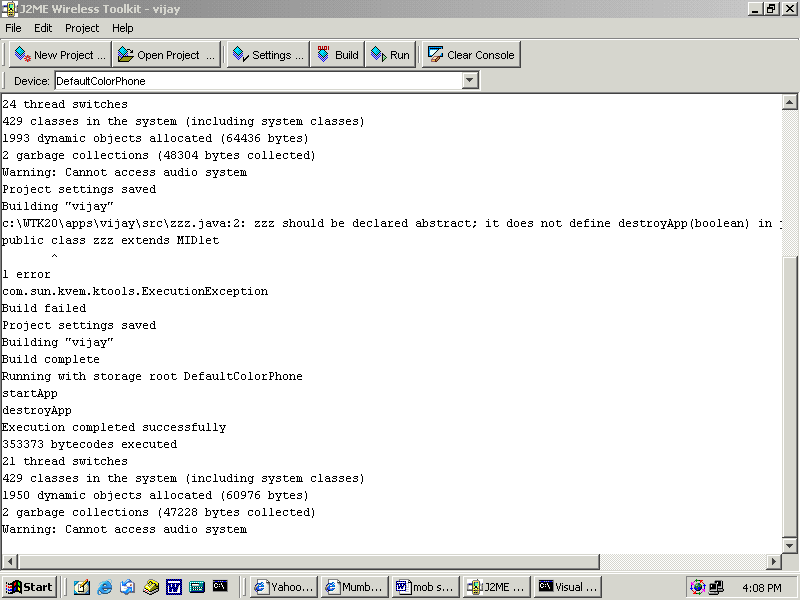 J2ME Wireless Toolkit - vijay
File Edit Project Help
New Project ... Open Project ... Settings ... Build Run Clear Console
Device: DefaultColorPhone
24 thread switches
429 classes in the system (including system classes)
1993 dynamic objects allocated (64436 bytes)
2 garbage collections (48304 bytes collected)
Warning: Cannot access audio system
Project settings saved
Building "vijay"
c:\WTK20\apps\vijay\src\zzz.java:2: zzz should be declared abstract; it does not define destroyApp(boolean) in j
public class zzz extends MIDlet
^
1 error
com.sun.kvem.ktools.ExecutionException
Build failed
Project settings saved
Building "vijay"
Build complete
Running with storage root DefaultColorPhone
startApp
destroyApp
Execution completed successfully
353373 bytecodes executed
21 thread switches
429 classes in the system (including system classes)
1950 dynamic objects allocated (60976 bytes)
2 garbage collections (47228 bytes collected)
Warning: Cannot access audio system
Start Yahoo... Mumb... mob s... J2ME ... Visual ... 4:08 PM